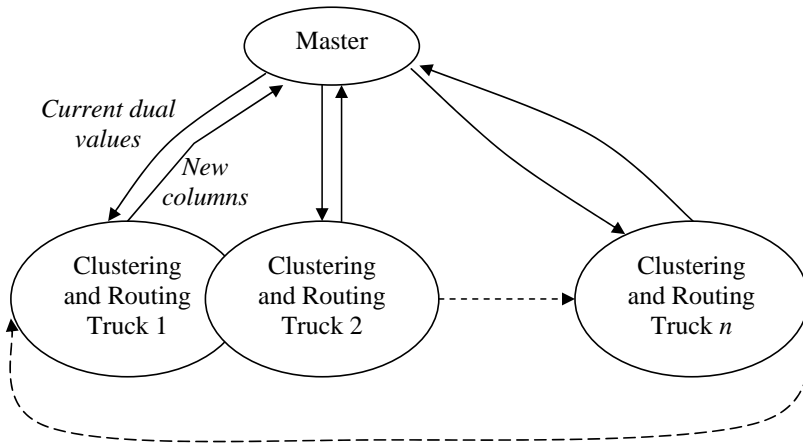 Master
Current dual
values
New
columns
Clustering
and Routing
Truck 1
Clustering
and Routing
Truck 2
Clustering
and Routing
Truck n